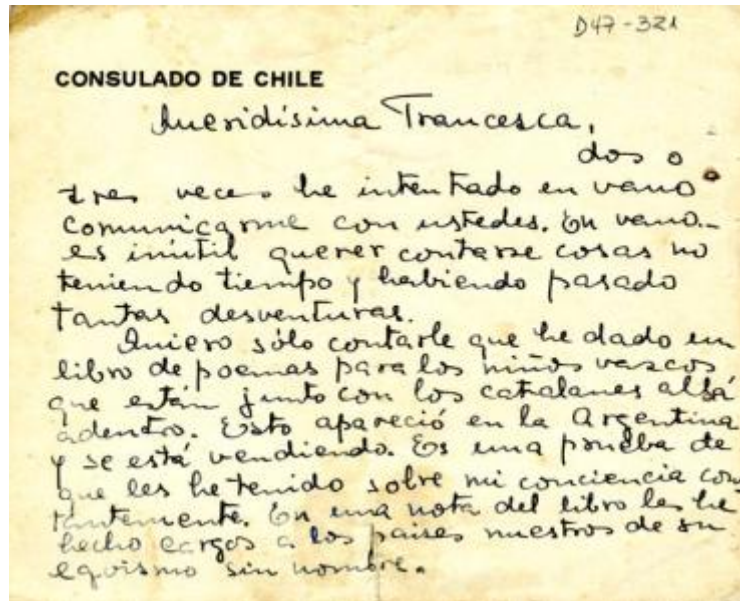 D47-321
CONSULADO DE CHILE
Queridísima Francesca,
dos o
tres veces he intentado en vano
comunicarme con ustedes. En vano.
es inútil querer contarse cosas no
teniendo tiempo y habiendo pasado
tantas desventuras.
Quiero sólo contarle que he dado un
libro de poemas para los niños vascos
que están junto con los catalanes allá
adentro. Esto apareció en la Argentina
y se está vendiendo. Es una prueba de
que les he tenido sobre mi conciencia con
tantemente. En una nota del libro les he
hecho cargos a los países nuestros de su
egoismo sin nombre.